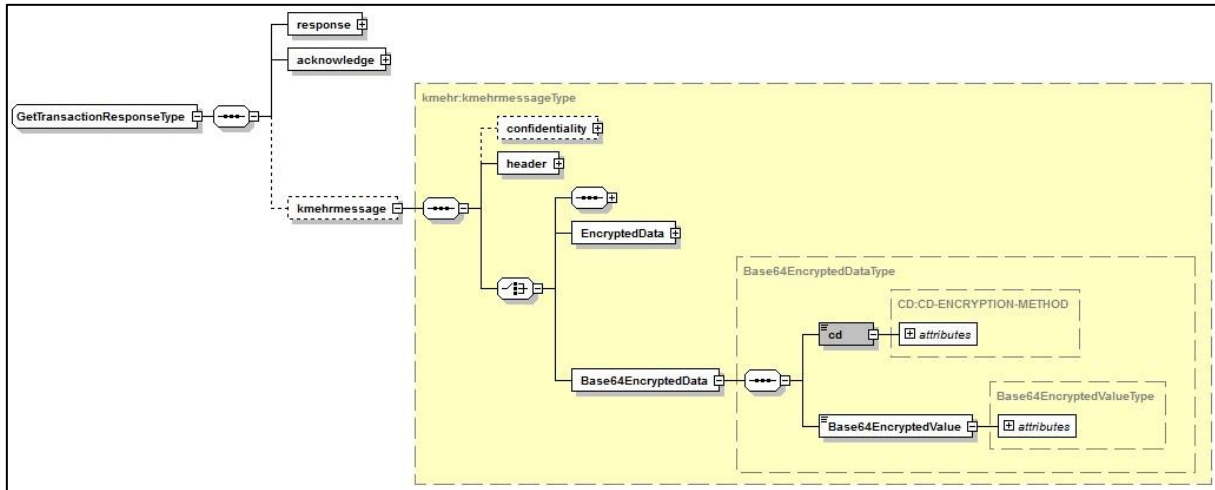 response
acknowledge
kmehr:kmehrmessageType
GetTransactionResponseType
confidentiality
header
kmehrmessage
EncryptedData
Base64EncryptedDataType
CD:CD-ENCRYPTION-METHOD
cd
attributes
Base64EncryptedData
Base64EncryptedValueType
Base64EncryptedValue
attributes